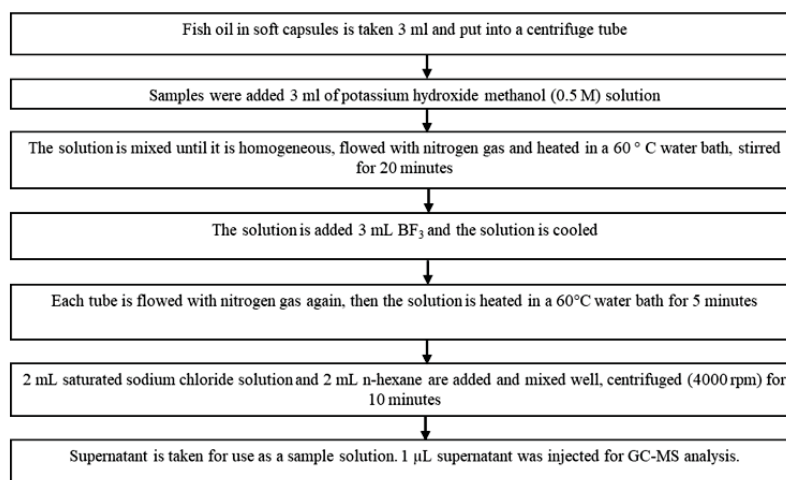 Fish oil in soft capsules is taken 3 ml and put into a centrifuge tube
Samples were added 3 ml of potassium hydroxide methanol (0.5 M) solution
The solution is mixed until it is homogeneous, flowed with nitrogen gas and heated in a 60 ° C water bath, stirred
for 20 minutes
The solution is added 3 mL BF₃ and the solution is cooled
Each tube is flowed with nitrogen gas again, then the solution is heated in a 60°C water bath for 5 minutes
2 mL saturated sodium chloride solution and 2 mL n-hexane are added and mixed well, centrifuged (4000 rpm) for
10 minutes
Supernatant is taken for use as a sample solution. 1 µL supernatant was injected for GC-MS analysis.